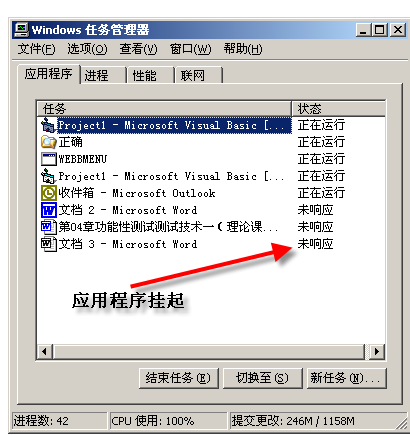 Windows 任务管理器
文件(F) 选项(O) 查看(V) 窗口(W) 帮助(H)
应用程序 进程 性能 联网
任务 状态
Project1 - Microsoft Visual Basic [... 正在运行
正确 正在运行
WEBBMENU 正在运行
Project1 - Microsoft Visual Basic [... 正在运行
收件箱 - Microsoft Outlook 正在运行
文档 2 - Microsoft Word 未响应
第04章功能性测试测试技术一(理论课... 未响应
文档 3 - Microsoft Word 未响应
应用程序挂起
结束任务(E) 切换至(S) 新任务(N)...
进程数: 42 CPU 使用: 100% 提交更改: 246M / 1158M